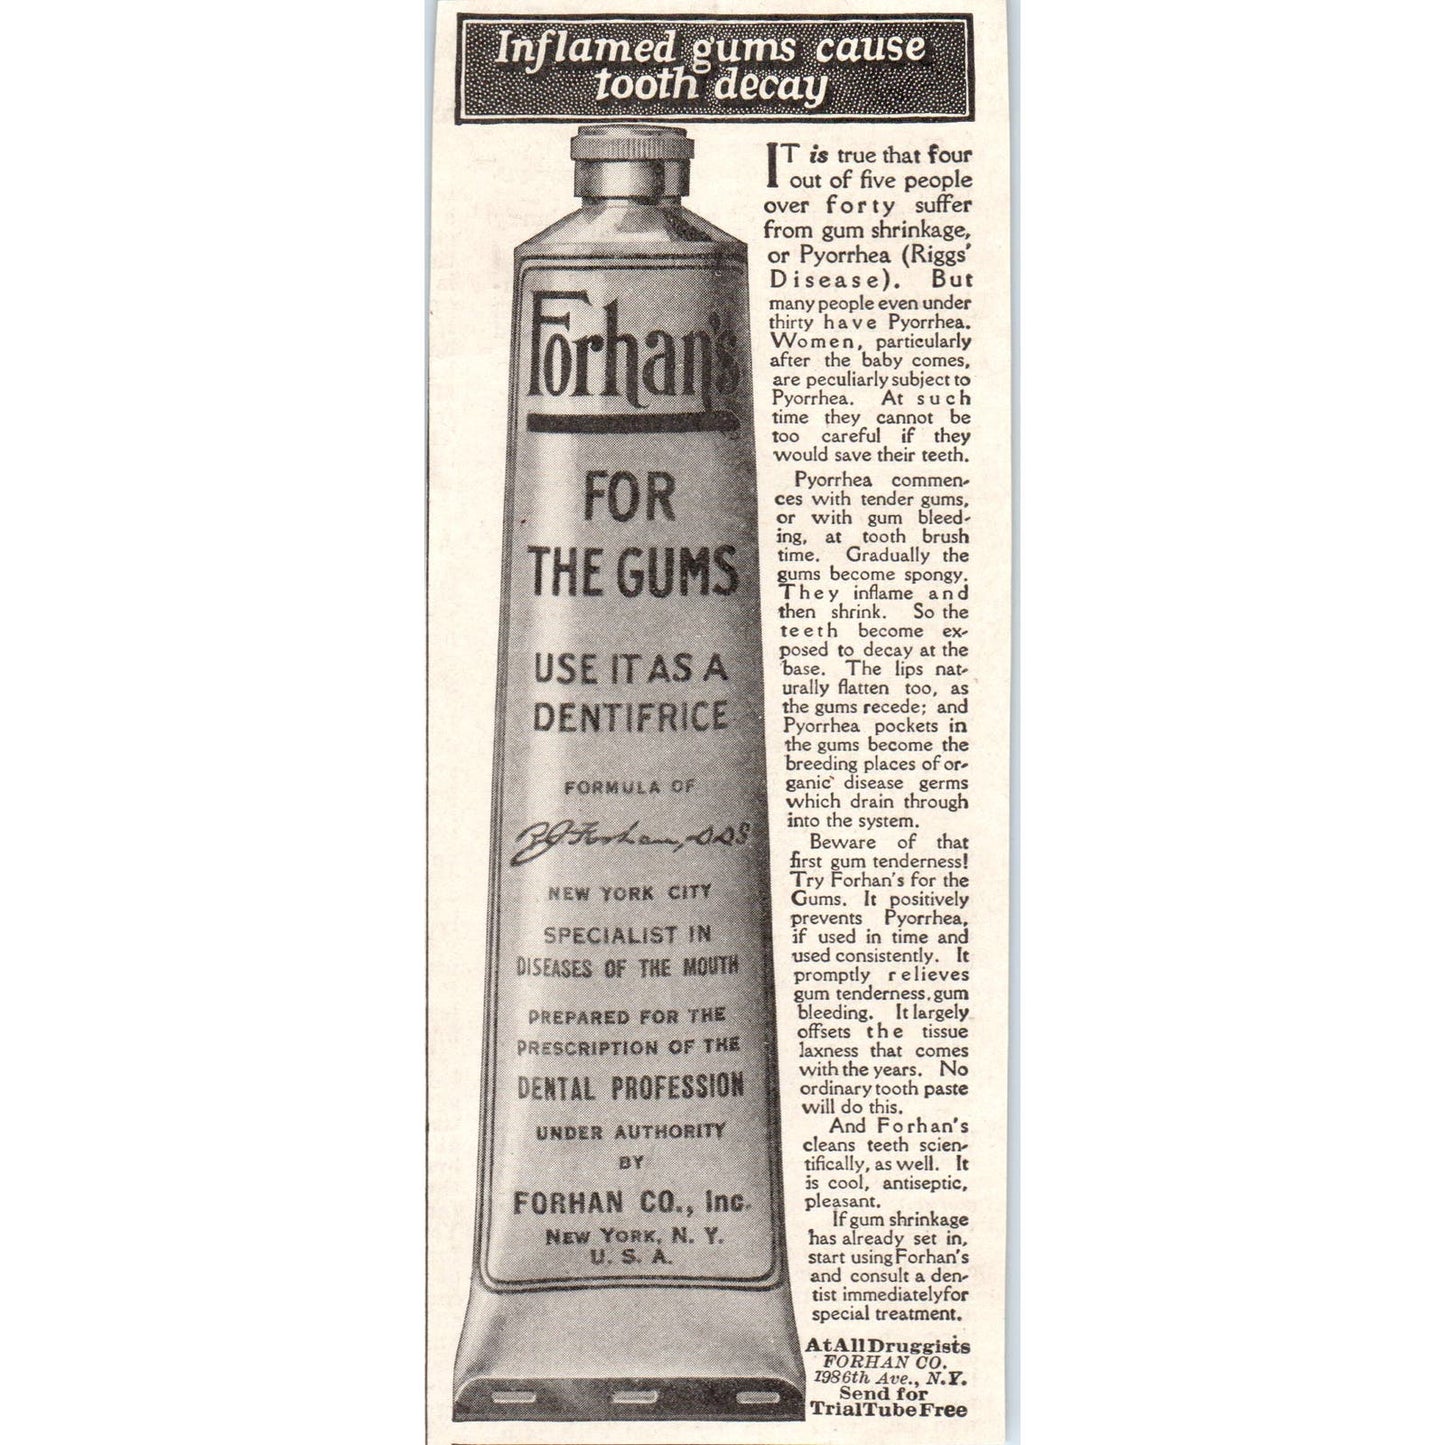 Inflamed gums cause
tooth decay
Forhan's
FOR
THE GUMS
USE IT AS A
DENTIFRICE
FORMULA OF
R J Forhan, D D S
NEW YORK CITY
SPECIALIST IN
DISEASES OF THE MOUTH
PREPARED FOR THE
PRESCRIPTION OF THE
DENTAL PROFESSION
UNDER AUTHORITY
BY
FORHAN CO., Inc.
NEW YORK, N. Y.
U. S. A.
IT is true that four
out of five people
over forty suffer
from gum shrinkage,
or Pyorrhea (Riggs'
Disease). But
many people even under
thirty have Pyorrhea.
Women, particularly
after the baby comes,
are peculiarly subject to
Pyorrhea. At such
time they cannot be
too careful if they
would save their teeth.
Pyorrhea commen-
ces with tender gums,
or with gum bleed-
ing, at tooth brush
time. Gradually the
gums become spongy.
They inflame and
then shrink. So the
teeth become ex-
posed to decay at the
base. The lips nat-
urally flatten too, as
the gums recede; and
Pyorrhea pockets in
the gums become the
breeding places of or-
ganic disease germs
which drain through
into the system.
Beware of that
first gum tenderness!
Try Forhan's for the
Gums. It positively
prevents Pyorrhea,
if used in time and
used consistently. It
promptly relieves
gum tenderness, gum
bleeding. It largely
offsets the tissue
laxness that comes
with the years. No
ordinary tooth paste
will do this.
And Forhan's
cleans teeth scien-
tifically, as well. It
is cool, antiseptic,
pleasant.
If gum shrinkage
has already set in,
start using Forhan's
and consult a den-
tist immediately for
special treatment.
At All Druggists
FORHAN CO.
198 6th Ave., N.Y.
Send for
Trial Tube Free